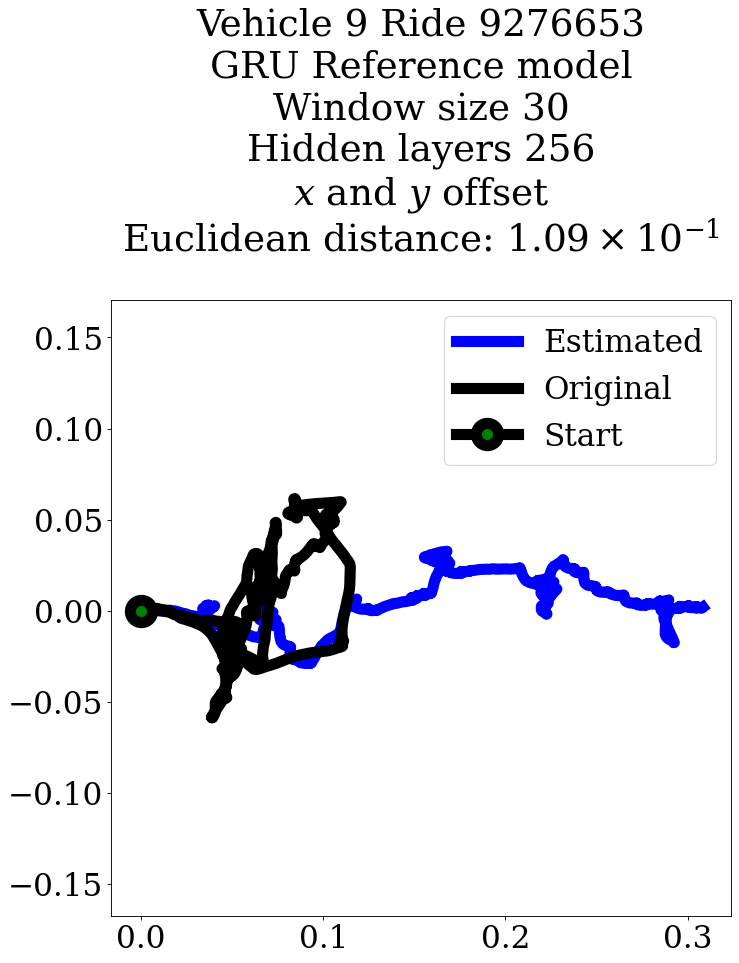 Vehicle 9 Ride 9276653
GRU Reference model
Window size 30
Hidden layers 256
x and y offset
Euclidean distance: 1.09 × 10⁻¹
Estimated
Original
Start
0.15
0.10
0.05
0.00
−0.05
−0.10
−0.15
0.0 0.1 0.2 0.3